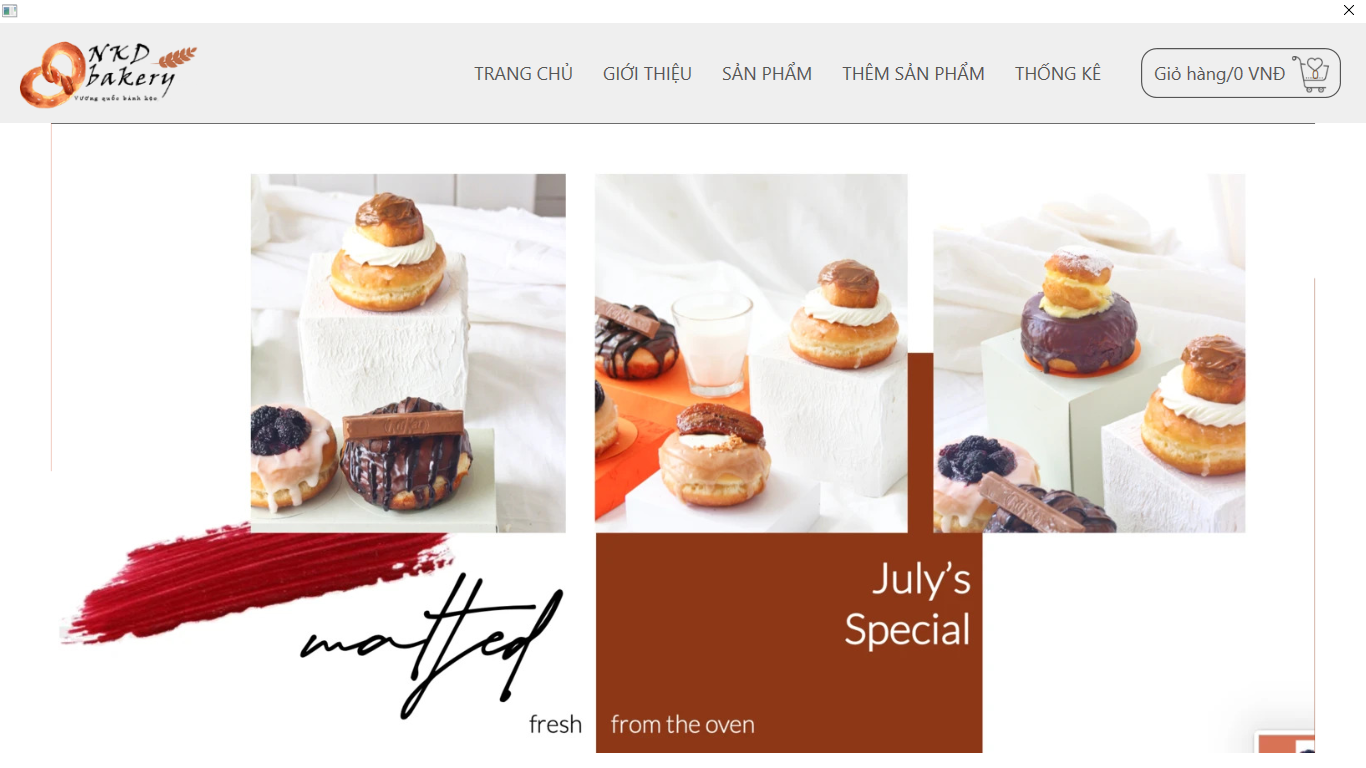 NKD
bakery
Vương quốc bánh kẹo
TRANG CHỦ
GIỚI THIỆU
SẢN PHẨM
THÊM SẢN PHẨM
THỐNG KÊ
Giỏ hàng/0 VNĐ
July's
Special
matted
fresh
from the oven